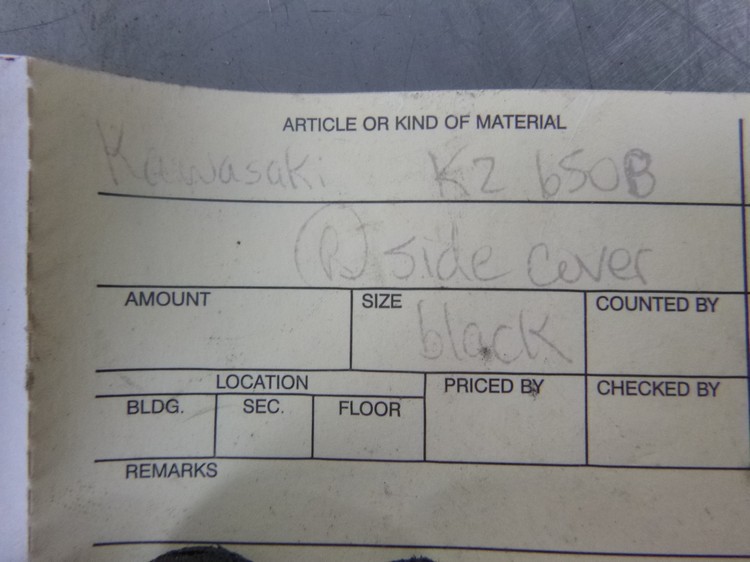 ARTICLE OR KIND OF MATERIAL
Kawasaki KZ 650B
(R) side cover
AMOUNT SIZE black COUNTED BY
LOCATION PRICED BY CHECKED BY
BLDG. SEC. FLOOR
REMARKS